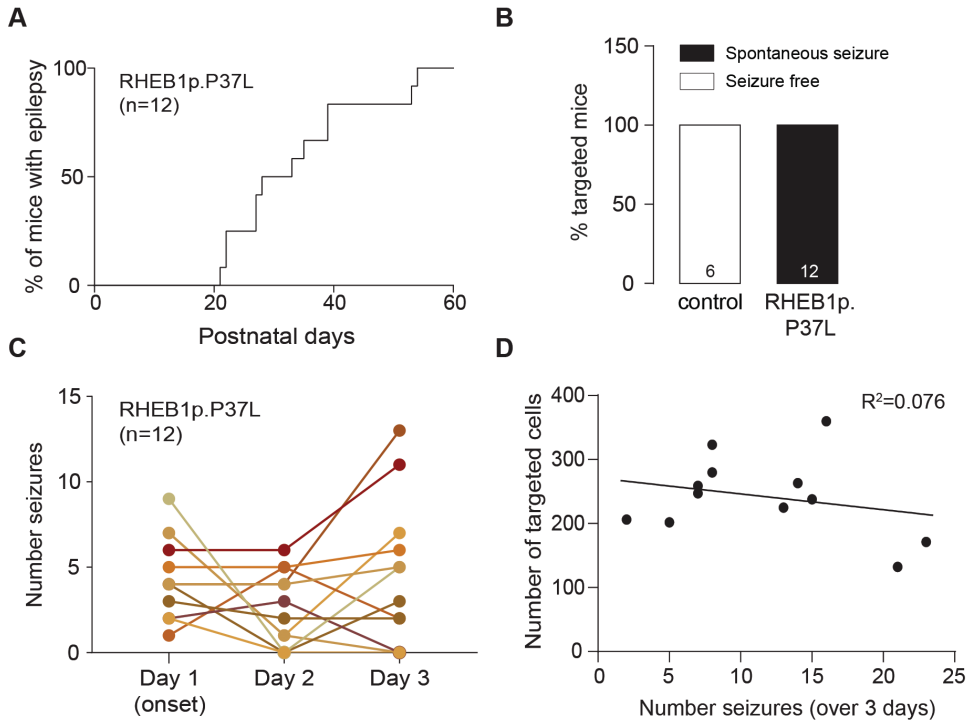 A
% of mice with epilepsy
100
50
0
RHEB1p.P37L
(n=12)
0 20 40 60
Postnatal days
B
% targeted mice
150
100
50
0
Spontaneous seizure
Seizure free
6 12
control RHEB1p.
P37L
C
Number seizures
15
10
5
0
RHEB1p.P37L
(n=12)
Day 1 Day 2 Day 3
(onset)
D
Number of targeted cells
400
300
200
100
0
R²=0.076
0 5 10 15 20 25
Number seizures (over 3 days)